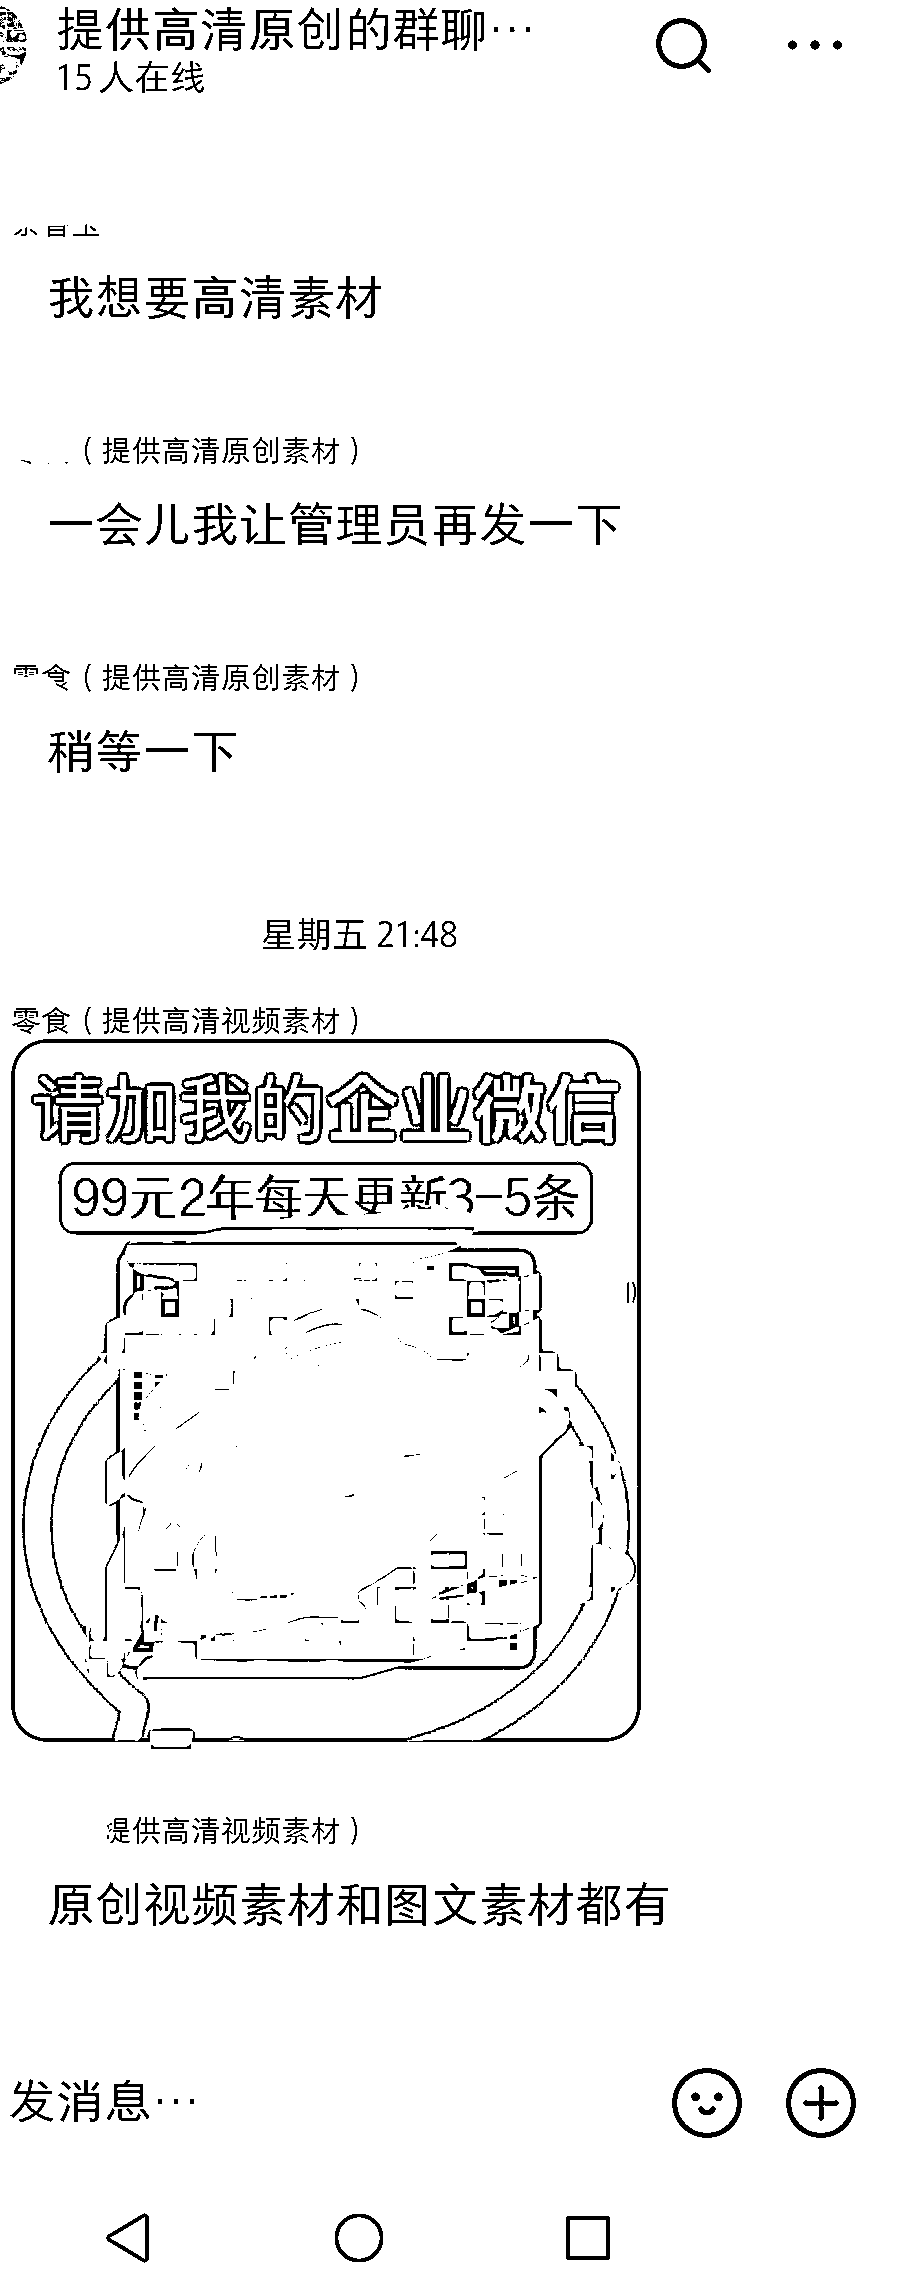 提供高清原创的群聊…
15人在线
我想要高清素材
（提供高清原创素材）
一会儿我让管理员再发一下
零食（提供高清原创素材）
稍等一下
星期五 21:48
零食（提供高清视频素材）
请加我的企业微信
99元2年每天更新3-5条
提供高清视频素材）
原创视频素材和图文素材都有
发消息…